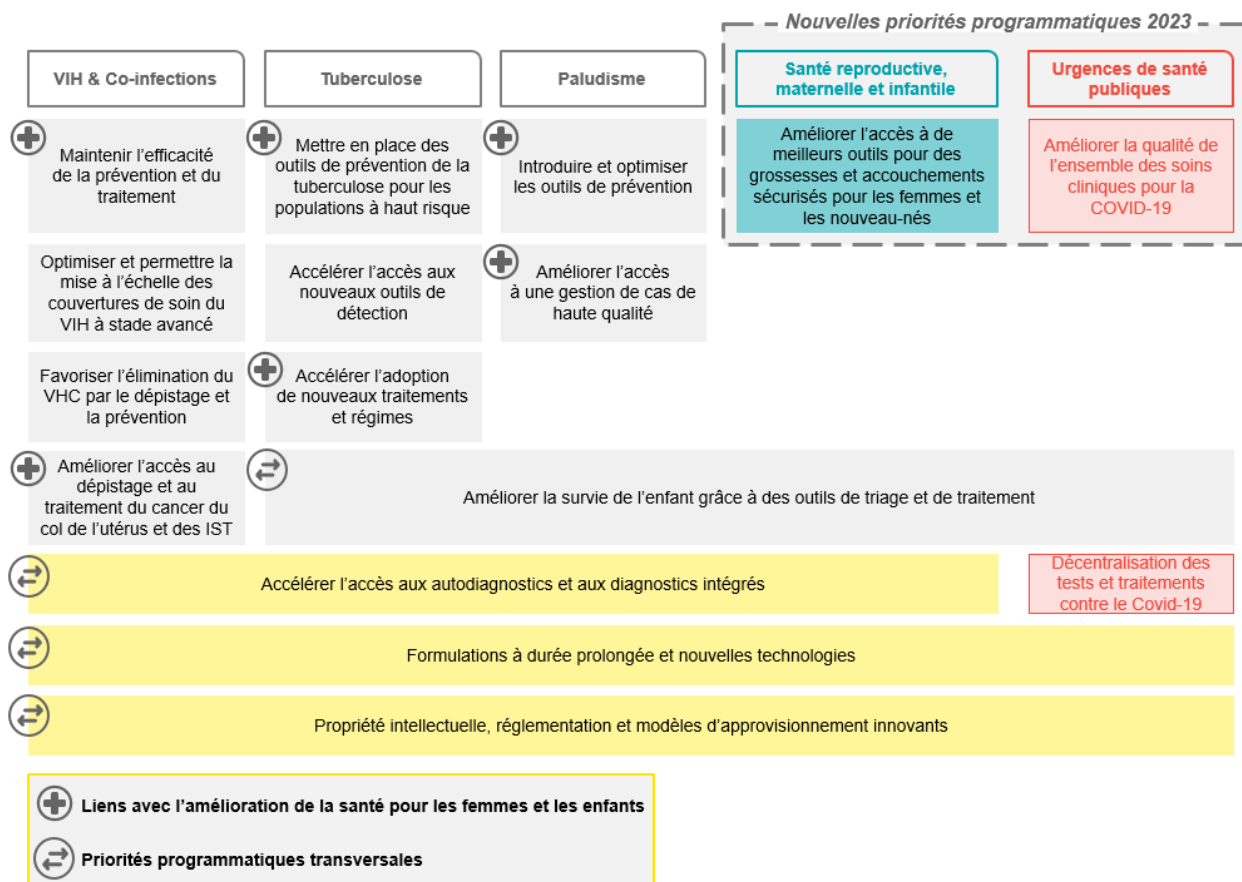 Nouvelles priorités programmatiques 2023
VIH & Co-infections
Tuberculose
Paludisme
Santé reproductive,
maternelle et infantile
Urgences de santé
publiques
Maintenir l’efficacité
de la prévention et du
traitement
Mettre en place des
outils de prévention de la
tuberculose pour les
populations à haut risque
Introduire et optimiser
les outils de prévention
Améliorer l’accès à de
meilleurs outils pour des
grossesses et accouchements
sécurisés pour les femmes et
les nouveau-nés
Améliorer la qualité de
l’ensemble des soins
cliniques pour la
COVID-19
Optimiser et permettre la
mise à l’échelle des
couvertures de soin du
VIH à stade avancé
Accélérer l’accès aux
nouveaux outils de
détection
Améliorer l’accès
à une gestion de cas de
haute qualité
Favoriser l’élimination du
VHC par le dépistage et
la prévention
Accélérer l’adoption
de nouveaux traitements
et régimes
Améliorer l’accès au
dépistage et au
traitement du cancer du
col de l’utérus et des IST
Améliorer la survie de l’enfant grâce à des outils de triage et de traitement
Accélérer l’accès aux autodiagnostics et aux diagnostics intégrés
Décentralisation des
tests et traitements
contre le Covid-19
Formulations à durée prolongée et nouvelles technologies
Propriété intellectuelle, réglementation et modèles d’approvisionnement innovants
Liens avec l’amélioration de la santé pour les femmes et les enfants
Priorités programmatiques transversales